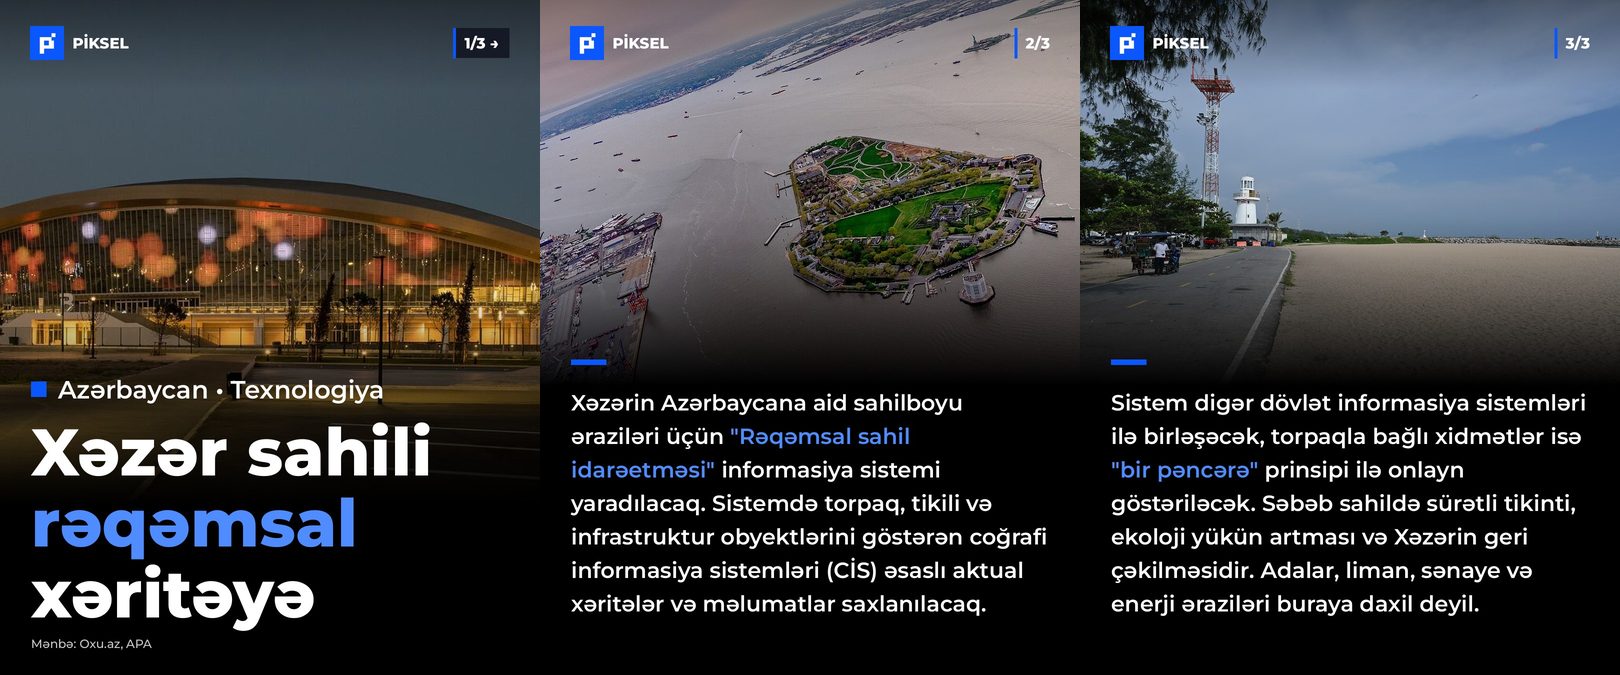 PİKSEL
1/3 →
Azərbaycan • Texnologiya
Xəzər sahili
rəqəmsal
xəritəyə
Mənbə: Oxu.az, APA
PİKSEL
2/3
Xəzərin Azərbaycana aid sahilboyu
əraziləri üçün "Rəqəmsal sahil
idarəetməsi" informasiya sistemi
yaradılacaq. Sistemdə torpaq, tikili və
infrastruktur obyektlərini göstərən coğrafi
informasiya sistemləri (CİS) əsaslı aktual
xəritələr və məlumatlar saxlanılacaq.
PİKSEL
3/3
Sistem digər dövlət informasiya sistemləri
ilə birləşəcək, torpaqla bağlı xidmətlər isə
"bir pəncərə" prinsipi ilə onlayn
göstəriləcək. Səbəb sahildə sürətli tikinti,
ekoloji yükün artması və Xəzərin geri
çəkilməsidir. Adalar, liman, sənaye və
enerji əraziləri buraya daxil deyil.